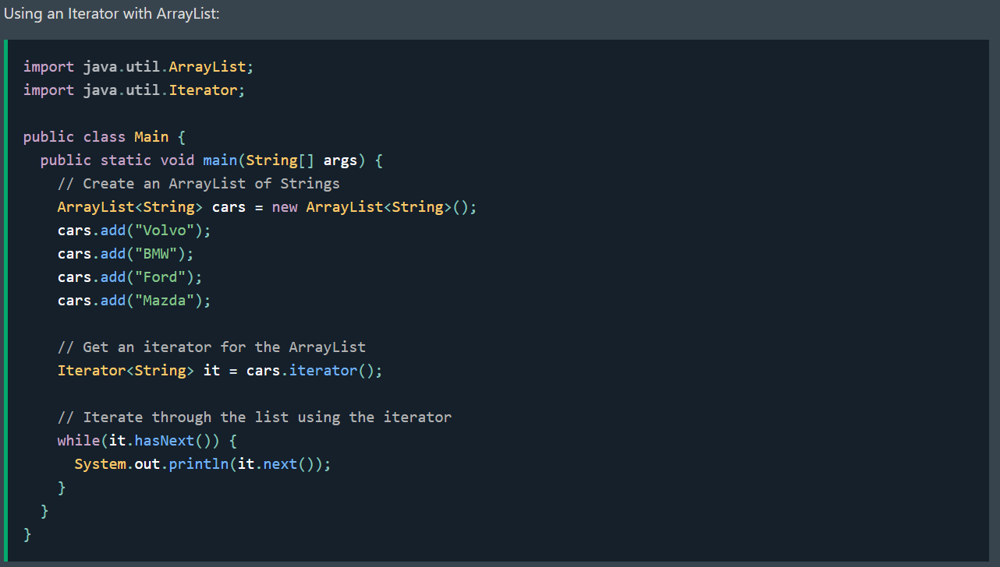 Using an Iterator with ArrayList:
import java.util.ArrayList;
import java.util.Iterator;
public class Main {
  public static void main(String[] args) {
    // Create an ArrayList of Strings
    ArrayList<String> cars = new ArrayList<String>();
    cars.add("Volvo");
    cars.add("BMW");
    cars.add("Ford");
    cars.add("Mazda");
    // Get an iterator for the ArrayList
    Iterator<String> it = cars.iterator();
    // Iterate through the list using the iterator
    while(it.hasNext()) {
      System.out.println(it.next());
    }
  }
}